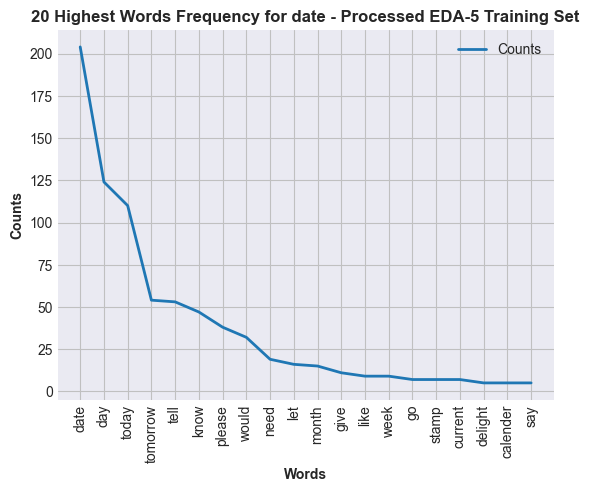 20 Highest Words Frequency for date - Processed EDA-5 Training Set
Counts
200
175
150
125
100
75
50
25
0
Counts
date
day
today
tomorrow
tell
know
please
would
need
let
month
give
like
week
go
stamp
current
delight
calender
say
Words